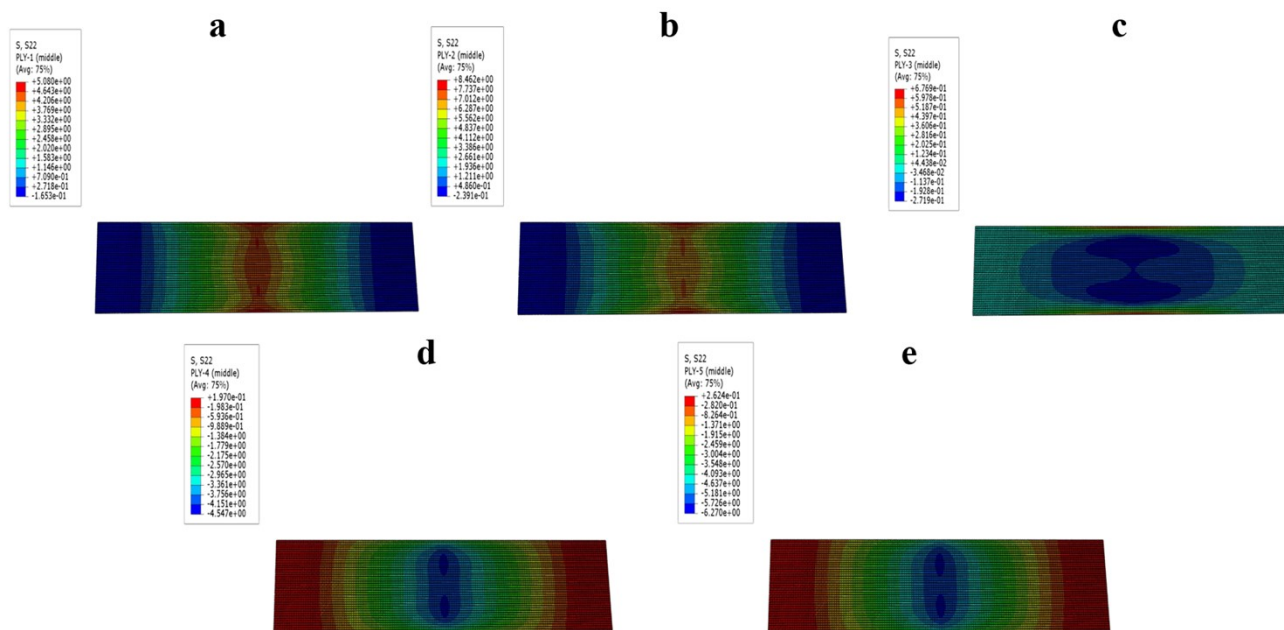 a
S, S22
PLY-1 (middle)
(Avg: 75%)
+5.080e+00
+4.643e+00
+4.206e+00
+3.769e+00
+3.332e+00
+2.895e+00
+2.458e+00
+2.020e+00
+1.583e+00
+1.146e+00
+7.090e-01
+2.718e-01
-1.653e-01
b
S, S22
PLY-2 (middle)
(Avg: 75%)
+8.462e+00
+7.737e+00
+7.012e+00
+6.287e+00
+5.562e+00
+4.837e+00
+4.112e+00
+3.386e+00
+2.661e+00
+1.936e+00
+1.211e+00
+4.860e-01
-2.391e-01
c
S, S22
PLY-3 (middle)
(Avg: 75%)
+6.769e-01
+5.978e-01
+5.187e-01
+4.397e-01
+3.606e-01
+2.816e-01
+2.025e-01
+1.234e-01
+4.438e-02
-3.468e-02
-1.137e-01
-1.928e-01
-2.719e-01
d
S, S22
PLY-4 (middle)
(Avg: 75%)
+1.970e-01
-1.983e-01
-5.936e-01
-9.889e-01
-1.384e+00
-1.779e+00
-2.175e+00
-2.570e+00
-2.965e+00
-3.361e+00
-3.756e+00
-4.151e+00
-4.547e+00
e
S, S22
PLY-5 (middle)
(Avg: 75%)
+2.624e-01
-2.820e-01
-8.264e-01
-1.371e+00
-1.915e+00
-2.459e+00
-3.004e+00
-3.548e+00
-4.093e+00
-4.637e+00
-5.181e+00
-5.726e+00
-6.270e+00